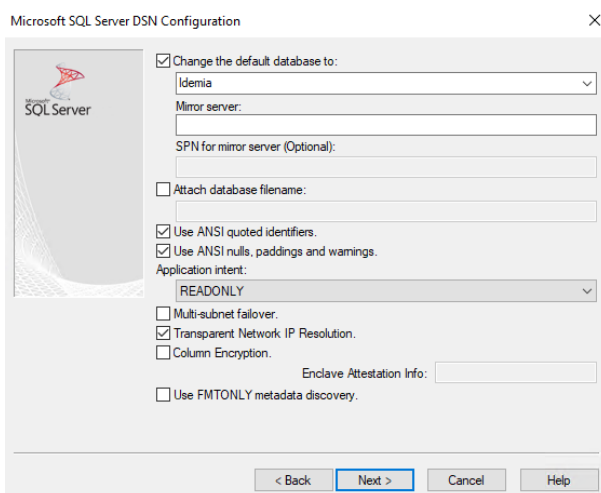 Microsoft SQL Server DSN Configuration
Change the default database to:
Idemia
Mirror server:
SPN for mirror server (Optional):
Attach database filename:
Use ANSI quoted identifiers.
Use ANSI nulls, paddings and warnings.
Application intent:
READONLY
Multi-subnet failover.
Transparent Network IP Resolution.
Column Encryption.
Enclave Attestation Info:
Use FMTONLY metadata discovery.
Microsoft
SQL Server
< Back
Next >
Cancel
Help